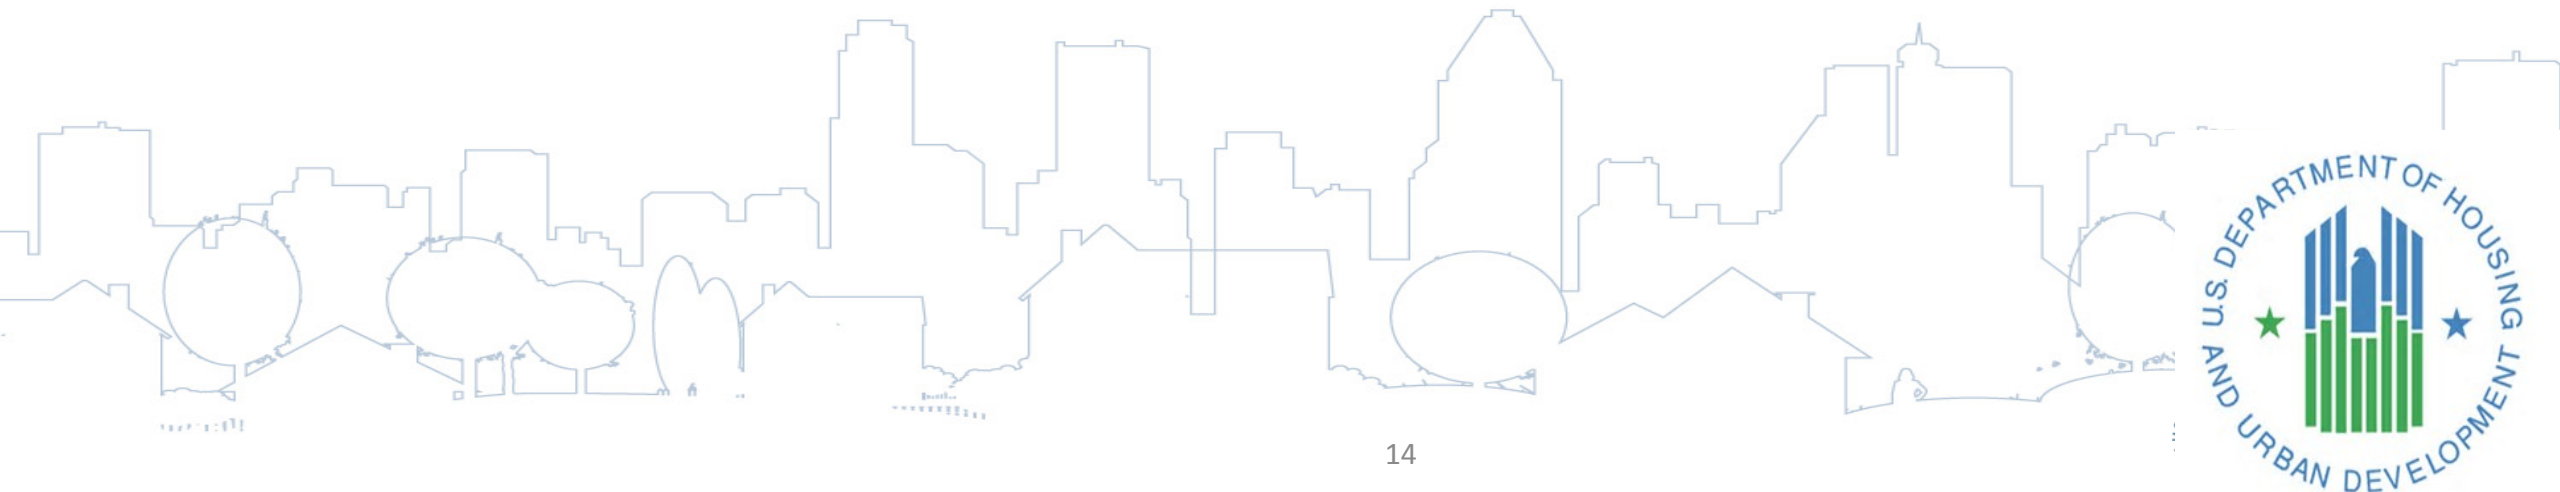 U.S. DEPARTMENT OF HOUSING
AND URBAN DEVELOPMENT
14